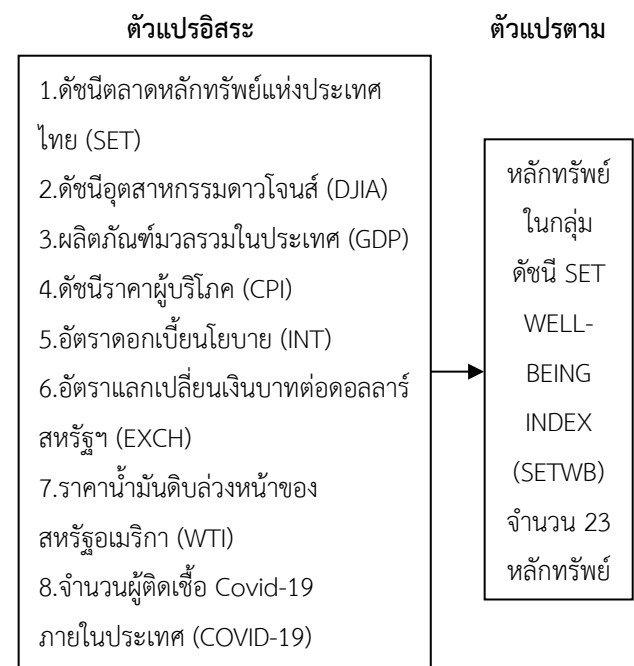 ตัวแปรอิสระ
ตัวแปรตาม
1.ดัชนีตลาดหลักทรัพย์แห่งประเทศ
ไทย (SET)
2.ดัชนีอุตสาหกรรมดาวโจนส์ (DJIA)
3.ผลิตภัณฑ์มวลรวมในประเทศ (GDP)
4.ดัชนีราคาผู้บริโภค (CPI)
5.อัตราดอกเบี้ยนโยบาย (INT)
6.อัตราแลกเปลี่ยนเงินบาทต่อดอลลาร์
สหรัฐฯ (EXCH)
7.ราคาน้ำมันดิบล่วงหน้าของ
สหรัฐอเมริกา (WTI)
8.จำนวนผู้ติดเชื้อ Covid-19
ภายในประเทศ (COVID-19)
หลักทรัพย์
ในกลุ่ม
ดัชนี SET
WELL-
BEING
INDEX
(SETWB)
จำนวน 23
หลักทรัพย์